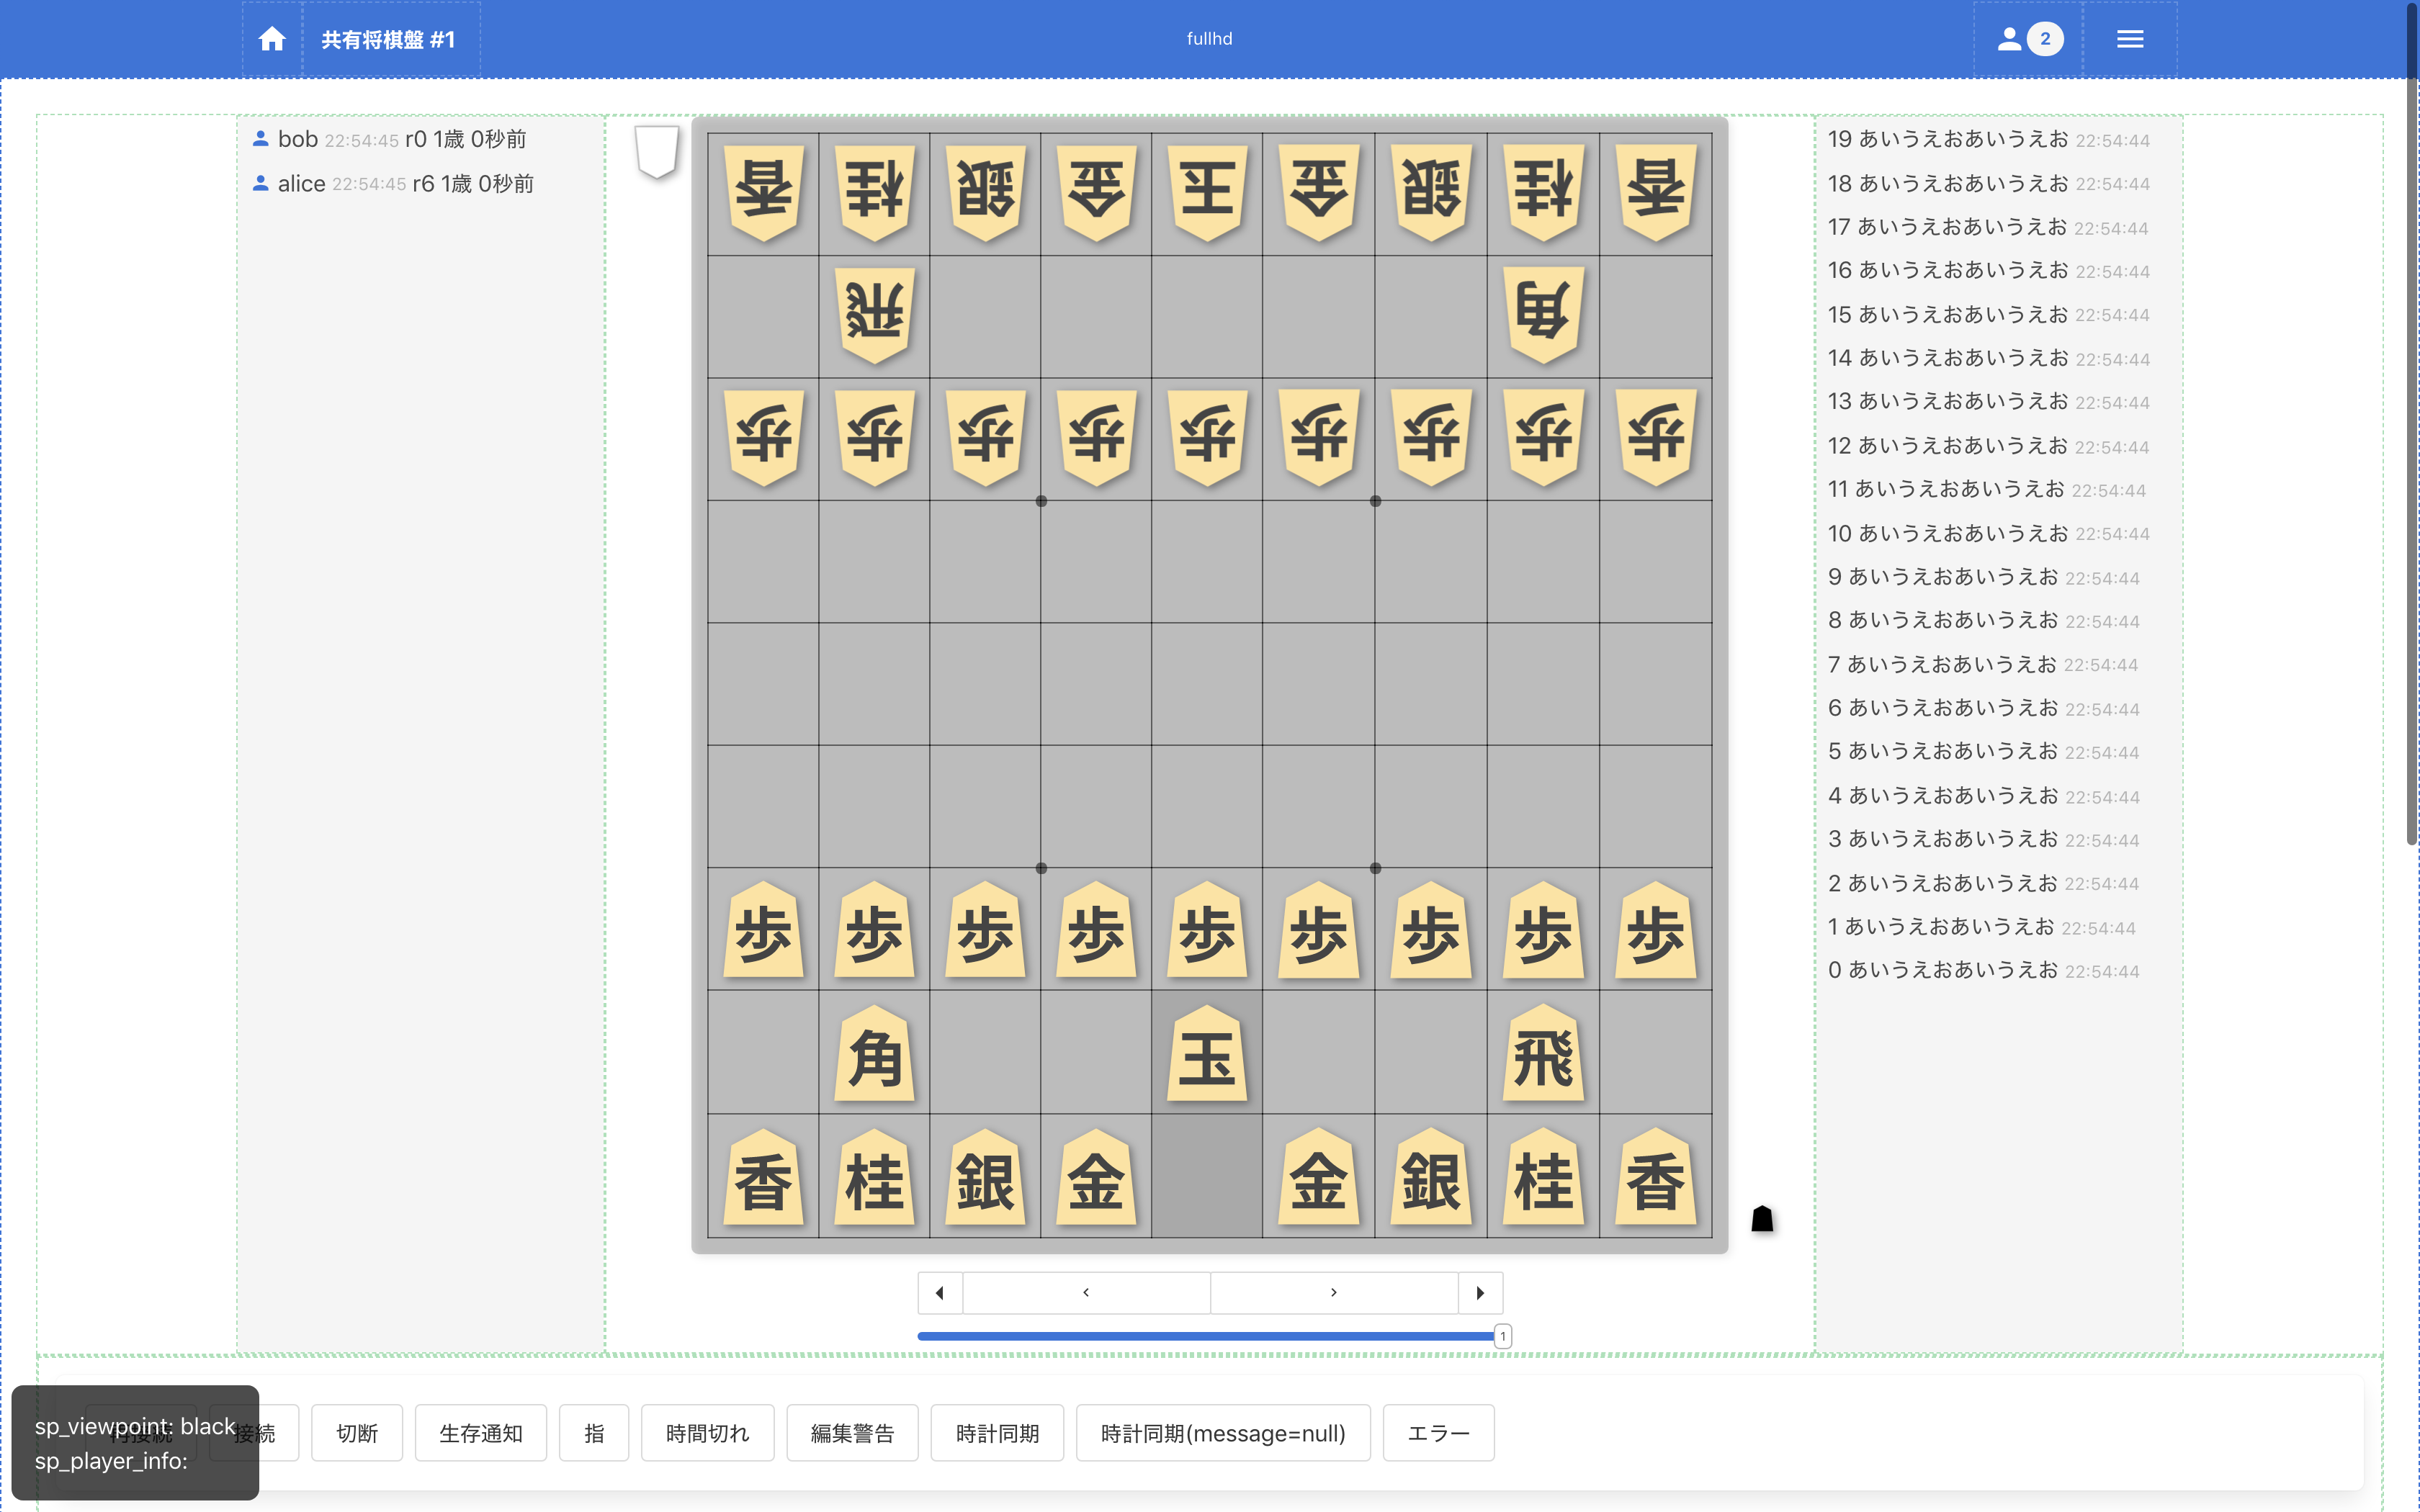 共有将棋盤 #1
fullhd
2
bob 22:54:45 r0 1歳 0秒前
alice 22:54:45 r6 1歳 0秒前
香 桂 銀 金 玉 金 銀 桂 香
飛 角
歩 歩 歩 歩 歩 歩 歩 歩 歩
歩 歩 歩 歩 歩 歩 歩 歩 歩
角 玉 飛
香 桂 銀 金 金 銀 桂 香
1
19 あいうえおあいうえお 22:54:44
18 あいうえおあいうえお 22:54:44
17 あいうえおあいうえお 22:54:44
16 あいうえおあいうえお 22:54:44
15 あいうえおあいうえお 22:54:44
14 あいうえおあいうえお 22:54:44
13 あいうえおあいうえお 22:54:44
12 あいうえおあいうえお 22:54:44
11 あいうえおあいうえお 22:54:44
10 あいうえおあいうえお 22:54:44
9 あいうえおあいうえお 22:54:44
8 あいうえおあいうえお 22:54:44
7 あいうえおあいうえお 22:54:44
6 あいうえおあいうえお 22:54:44
5 あいうえおあいうえお 22:54:44
4 あいうえおあいうえお 22:54:44
3 あいうえおあいうえお 22:54:44
2 あいうえおあいうえお 22:54:44
1 あいうえおあいうえお 22:54:44
0 あいうえおあいうえお 22:54:44
再接続 接続 切断 生存通知 指 時間切れ 編集警告 時計同期 時計同期(message=null) エラー
sp_viewpoint: black
sp_player_info: